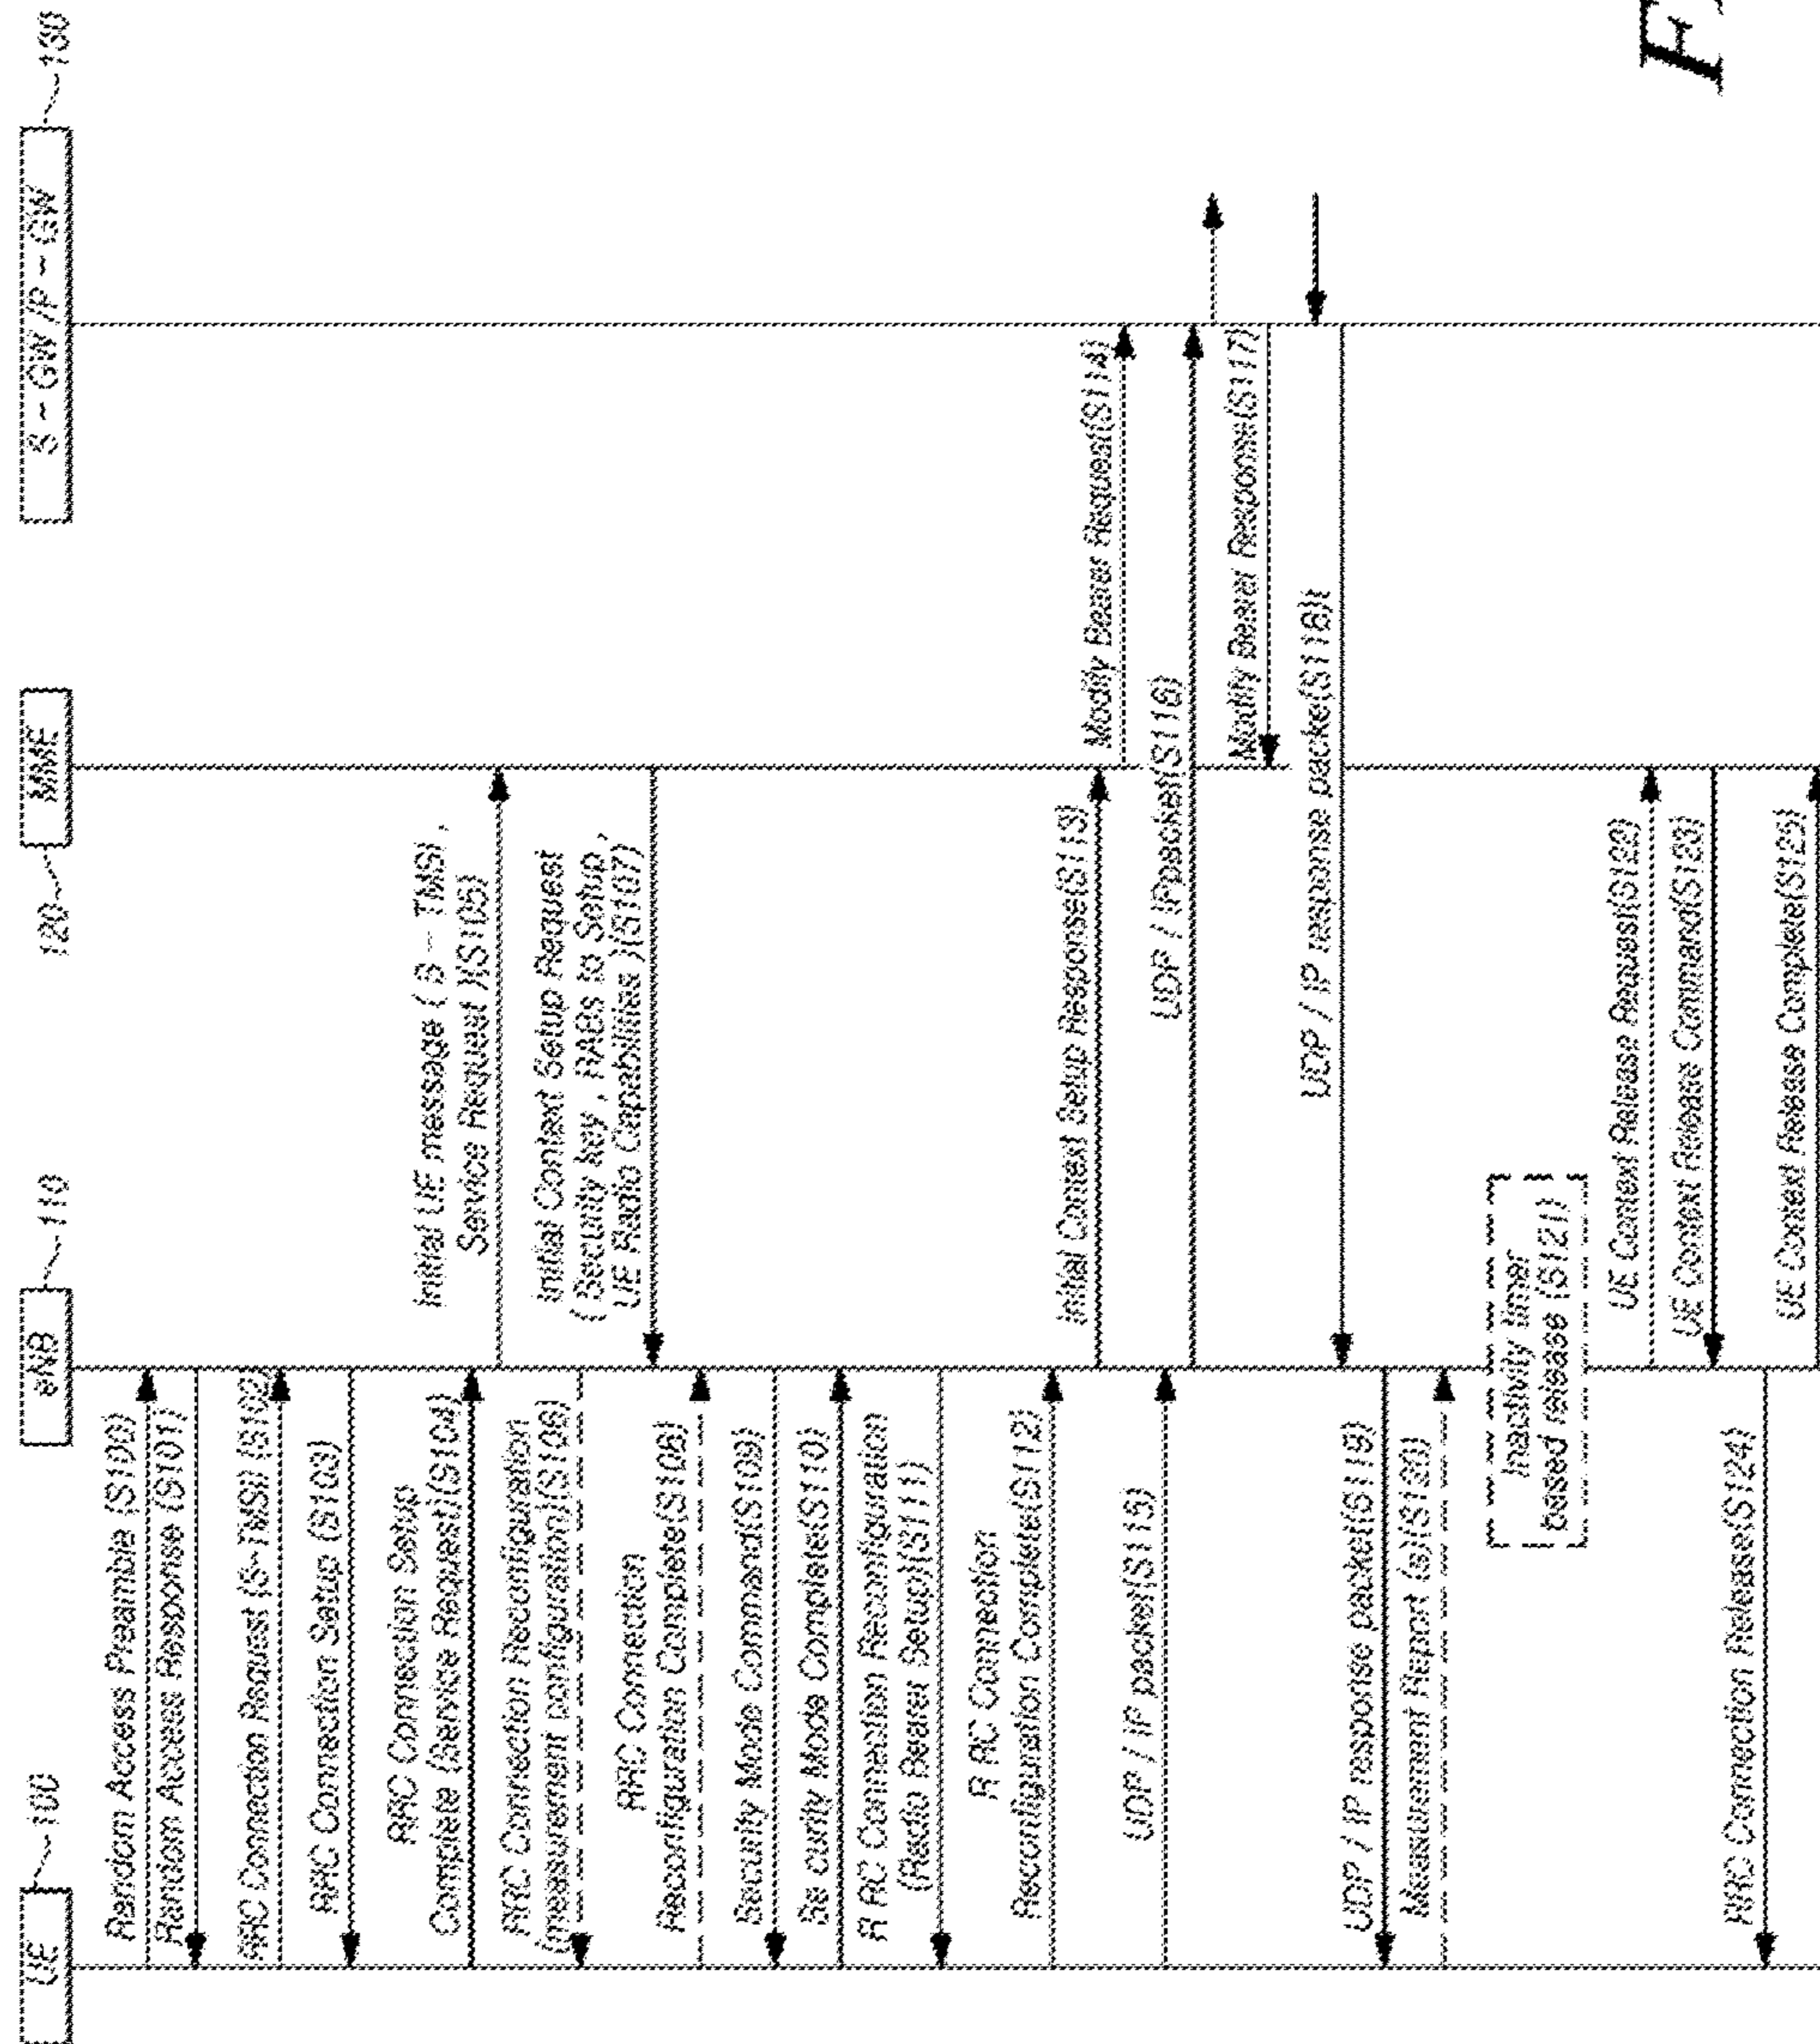 UE
100
eNB
110
MME
120
S - GW / P - GW
130
Random Access Preamble (S100)
Random Access Response (S101)
RRC Connection Request (S-TMSI) (S102)
RRC Connection Setup (S103)
RRC Connection Setup
Complete (Service Request)(S104)
Initial UE message ( S - TMSI ,
Service Request )(S105)
RRC Connection Reconfiguration
(measurement configuration)(S106)
Initial Context Setup Request
( Security key , RABs to Setup ,
UE Radio Capabilities )(S107)
RRC Connection
Reconfiguration Complete(S108)
Security Mode Command(S109)
Se curity Mode Complete(S110)
R RC Connection Reconfiguration
(Radio Bearer Setup)(S111)
R RC Connection
Reconfiguration Complete(S112)
Initial Context Setup Response(S113)
Modify Bearer Request(S114)
UDP / IP packet(S115)
UDP / IPpacket(S116)
Modify Bearer Response(S117)
UDP / IP response packe(S118)t
UDP / IP response packet(S119)
Measurement Report (s)(S120)
Inactivity timer
based release (S121))
UE Context Release Request(S122)
UE Context Release Command(S123)
RRC Connection Release(S124)
UE Context Release Complete(S125)